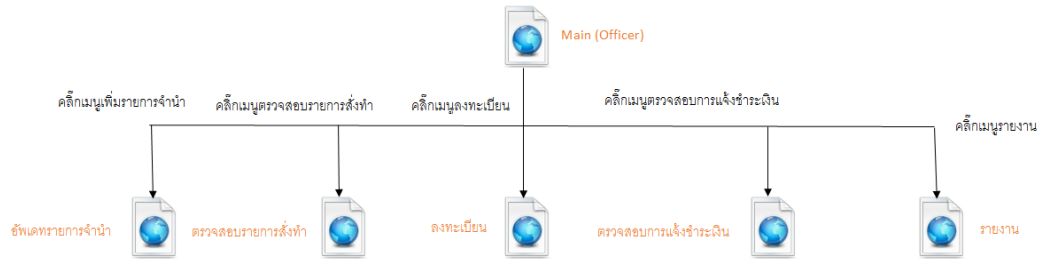 Main (Officer)
คลิ๊กเมนูเพิ่มรายการจำนำ
คลิ๊กเมนูตรวจสอบรายการสั่งทำ
คลิ๊กเมนูลงทะเบียน
คลิ๊กเมนูตรวจสอบการแจ้งชำระเงิน
คลิ๊กเมนูรายงาน
อัพเดทรายการจำนำ
ตรวจสอบรายการสั่งทำ
ลงทะเบียน
ตรวจสอบการแจ้งชำระเงิน
รายงาน